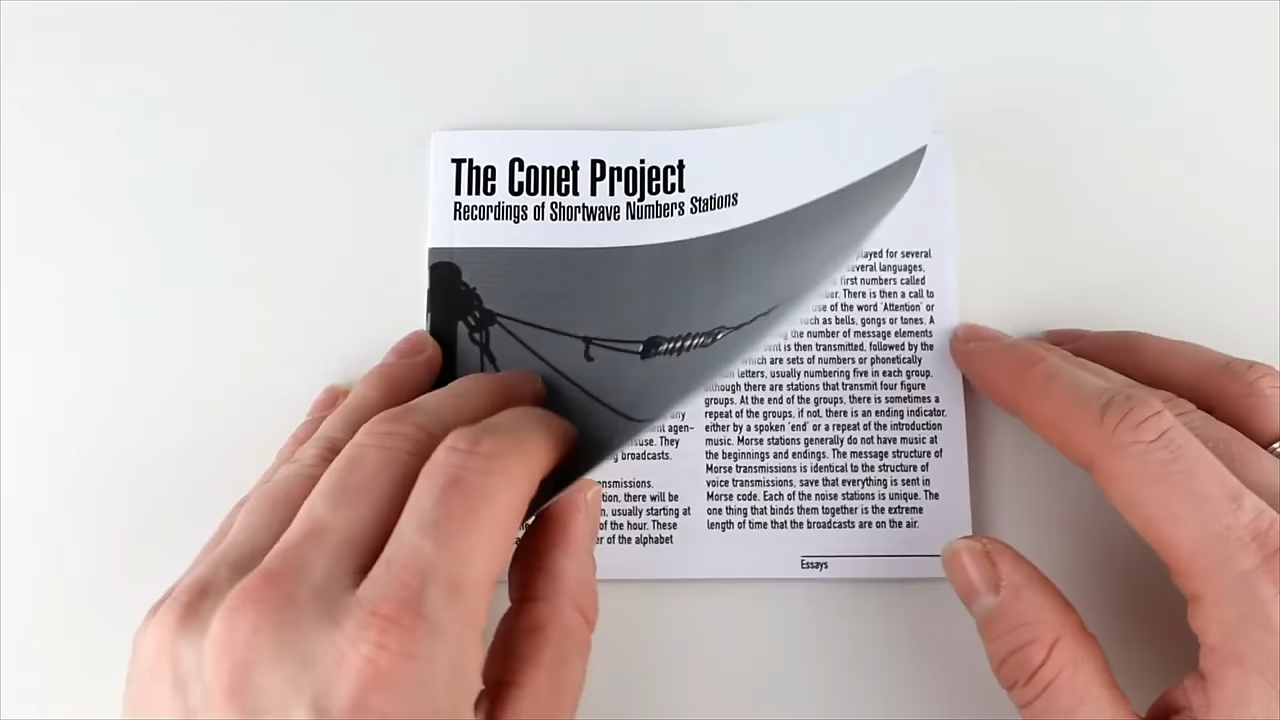 The Conet Project
Recordings of Shortwave Numbers Stations
played for several
several languages,
first numbers called
There is then a call to
use of the word 'Attention' or
such as bells, gongs or tones. A
the number of message elements
sent is then transmitted, followed by the
which are sets of numbers or phonetically
letters, usually numbering five in each group,
although there are stations that transmit four figure
groups. At the end of the groups, there is sometimes a
repeat of the groups, if not, there is an ending indicator,
either by a spoken 'end' or a repeat of the introduction
music. Morse stations generally do not have music at
the beginnings and endings. The message structure of
Morse transmissions is identical to the structure of
voice transmissions, save that everything is sent in
Morse code. Each of the noise stations is unique. The
one thing that binds them together is the extreme
length of time that the broadcasts are on the air.
any
agen-
They
broadcasts.
there will be
usually starting at
of the hour. These
of the alphabet
Essays